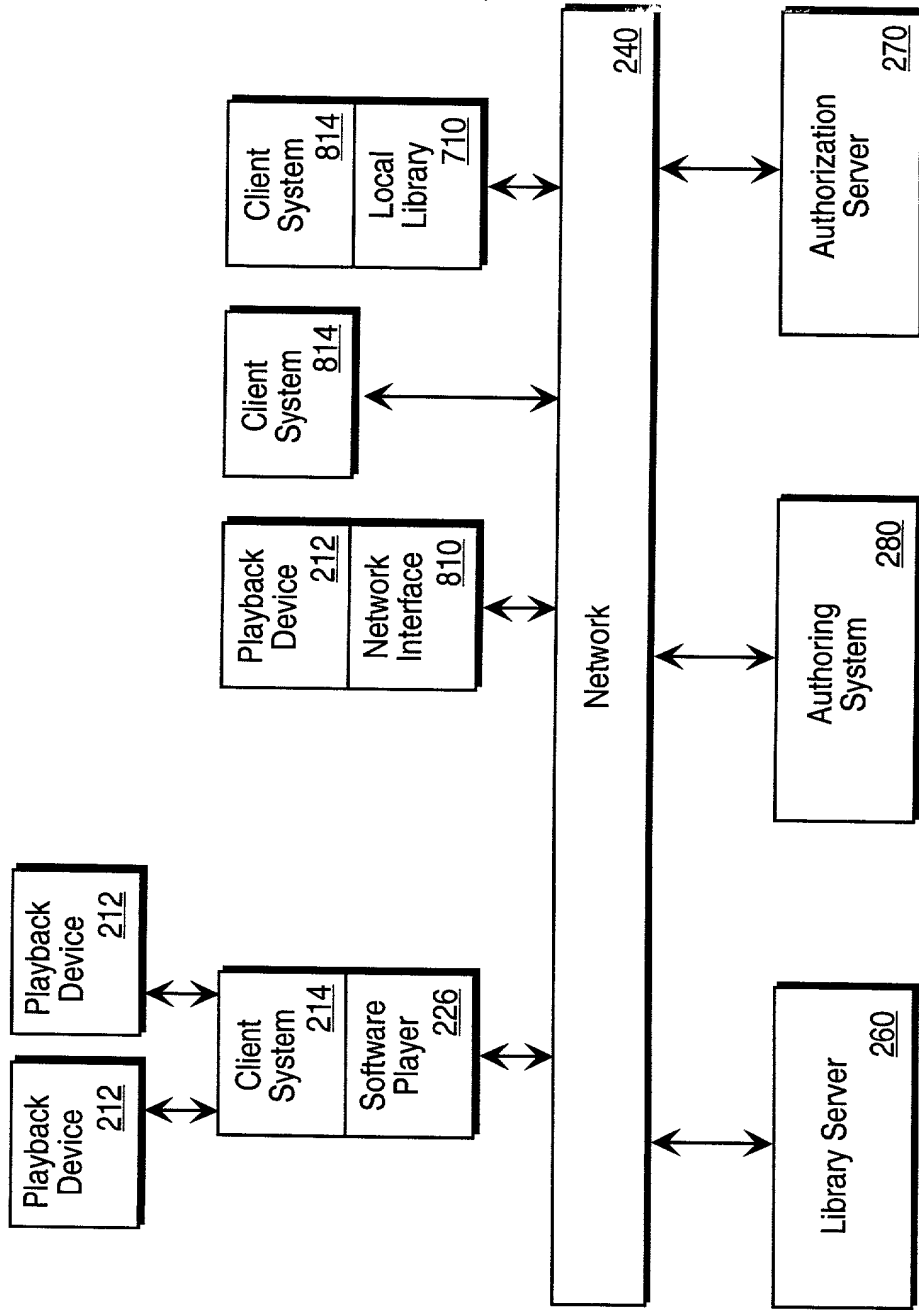 Playback
Device
212
Playback
Device
212
Client
System
214
Software
Player
226
Playback
Device
212
Network
Interface
810
Client
System
814
Client
System
814
Local
Library
710
Network
240
Library Server
260
Authoring
System
280
Authorization
Server
270